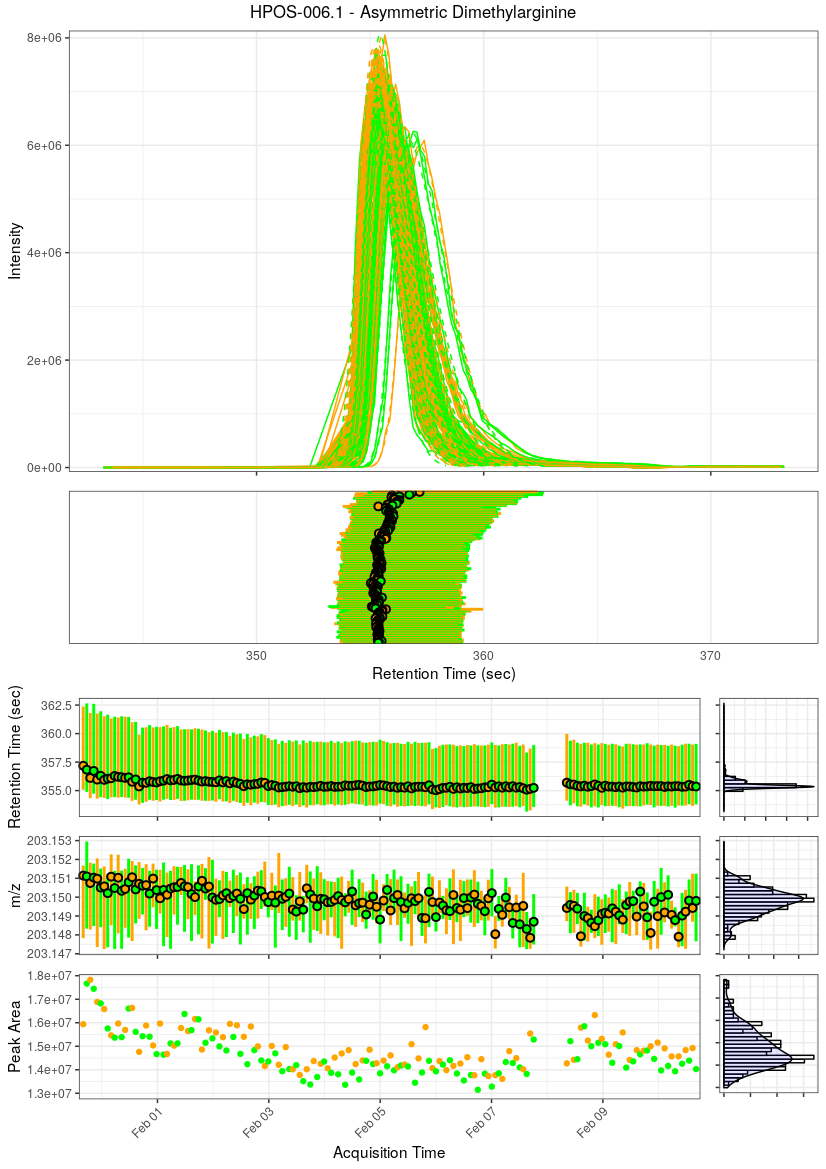 HPOS-006.1 - Asymmetric Dimethylarginine
8e+06
6e+06
4e+06
2e+06
0e+00
Intensity
350
360
370
Retention Time (sec)
362.5
360.0
357.5
355.0
Retention Time (sec)
203.153
203.152
203.151
203.150
203.149
203.148
203.147
m/z
1.8e+07
1.7e+07
1.6e+07
1.5e+07
1.4e+07
1.3e+07
Peak Area
Feb 01
Feb 03
Feb 05
Feb 07
Feb 09
Acquisition Time